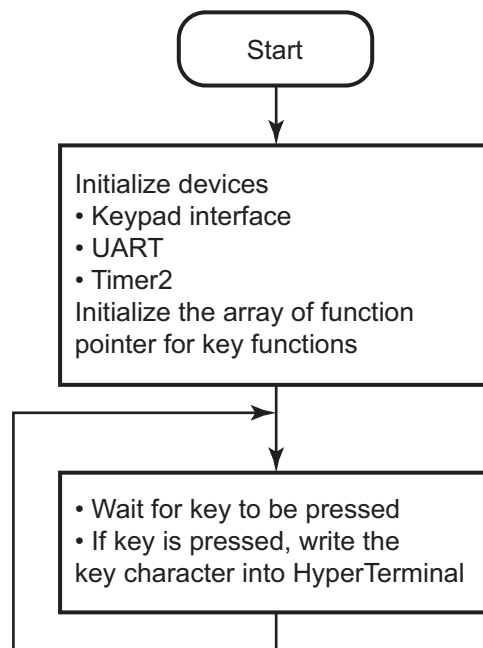 Start
Initialize devices
• Keypad interface
• UART
• Timer2
Initialize the array of function
pointer for key functions
• Wait for key to be pressed
• If key is pressed, write the
key character into HyperTerminal